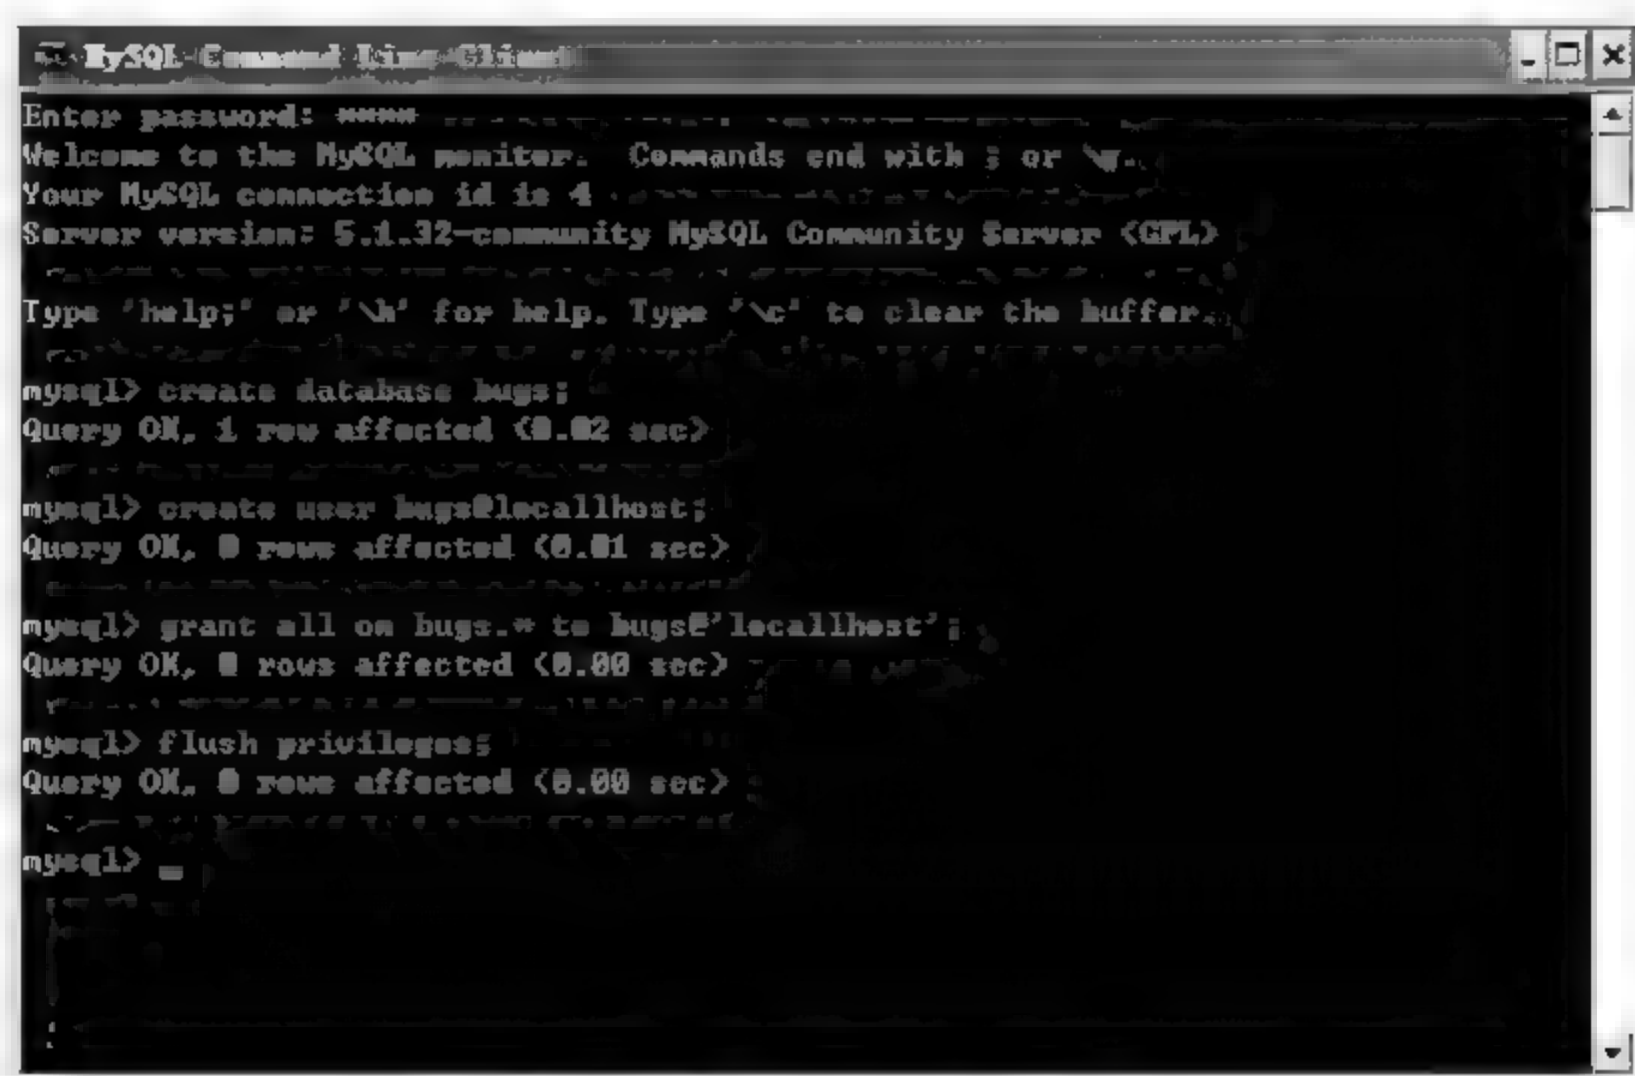 MySQL Command Line Client
Enter password: ****
Welcome to the MySQL monitor.  Commands end with ; or \g.
Your MySQL connection id is 4
Server version: 5.1.32-community MySQL Community Server (GPL)
Type 'help;' or '\h' for help. Type '\c' to clear the buffer.
mysql> create database bugs;
Query OK, 1 row affected (0.02 sec)
mysql> create user bugs@locallhost;
Query OK, 0 rows affected (0.01 sec)
mysql> grant all on bugs.* to bugs@'locallhost';
Query OK, 0 rows affected (0.00 sec)
mysql> flush privileges;
Query OK, 0 rows affected (0.00 sec)
mysql> _